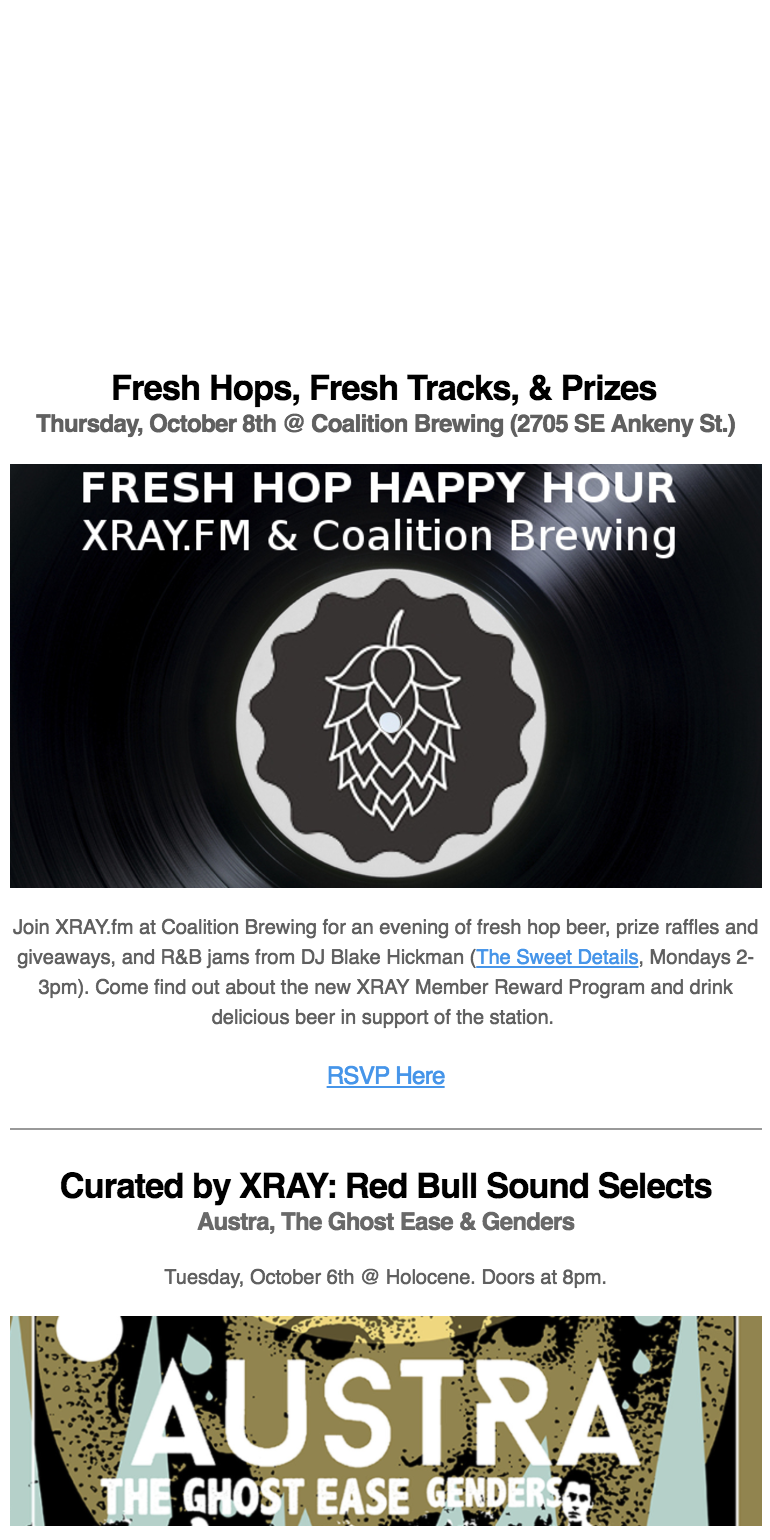 Fresh Hops, Fresh Tracks, & Prizes
Thursday, October 8th @ Coalition Brewing (2705 SE Ankeny St.)
FRESH HOP HAPPY HOUR
XRAY.FM & Coalition Brewing
Join XRAY.fm at Coalition Brewing for an evening of fresh hop beer, prize raffles and
giveaways, and R&B jams from DJ Blake Hickman (The Sweet Details, Mondays 2-
3pm). Come find out about the new XRAY Member Reward Program and drink
delicious beer in support of the station.
RSVP Here
Curated by XRAY: Red Bull Sound Selects
Austra, The Ghost Ease & Genders
Tuesday, October 6th @ Holocene. Doors at 8pm.
AUSTRA
THE GHOST EASE GENDERS